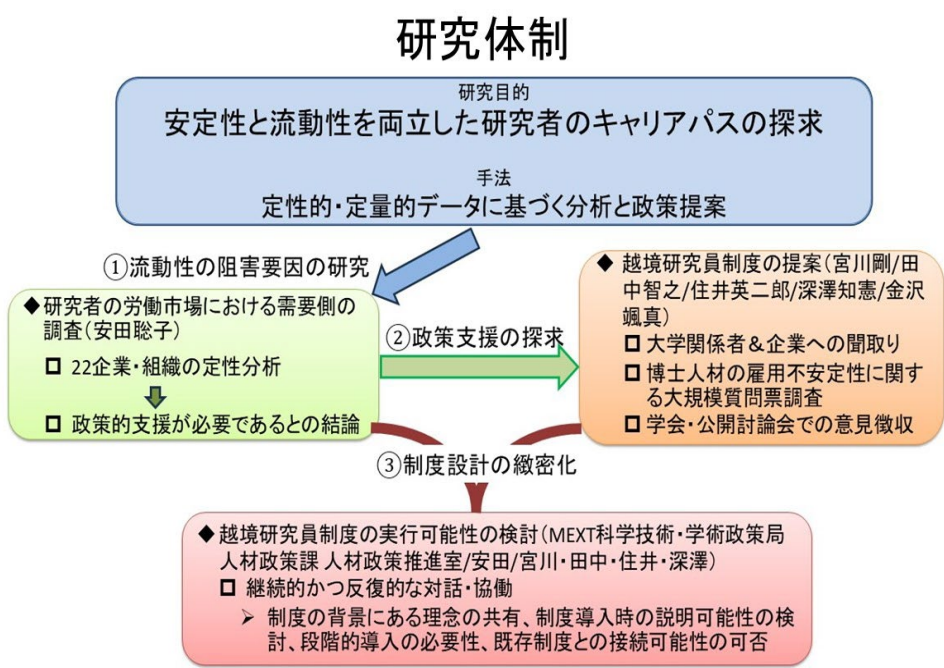 研究体制
研究目的
安定性と流動性を両立した研究者のキャリアパスの探求
手法
定性的・定量的データに基づく分析と政策提案
①流動性の阻害要因の研究
◆研究者の労働市場における需要側の
調査(安田聡子)
□ 22企業・組織の定性分析
□ 政策的支援が必要であるとの結論
②政策支援の探求
◆ 越境研究員制度の提案(宮川剛/田
中智之/住井英二郎/深澤知憲/金沢
颯真)
□ 大学関係者&企業への聞取り
□ 博士人材の雇用不安定性に関す
る大規模質問票調査
□ 学会・公開討論会での意見徴収
③制度設計の緻密化
◆ 越境研究員制度の実行可能性の検討(MEXT科学技術・学術政策局
人材政策課 人材政策推進室/安田/宮川・田中・住井・深澤)
□ 継続的かつ反復的な対話・協働
➢ 制度の背景にある理念の共有、制度導入時の説明可能性の検
討、段階的導入の必要性、既存制度との接続可能性の可否